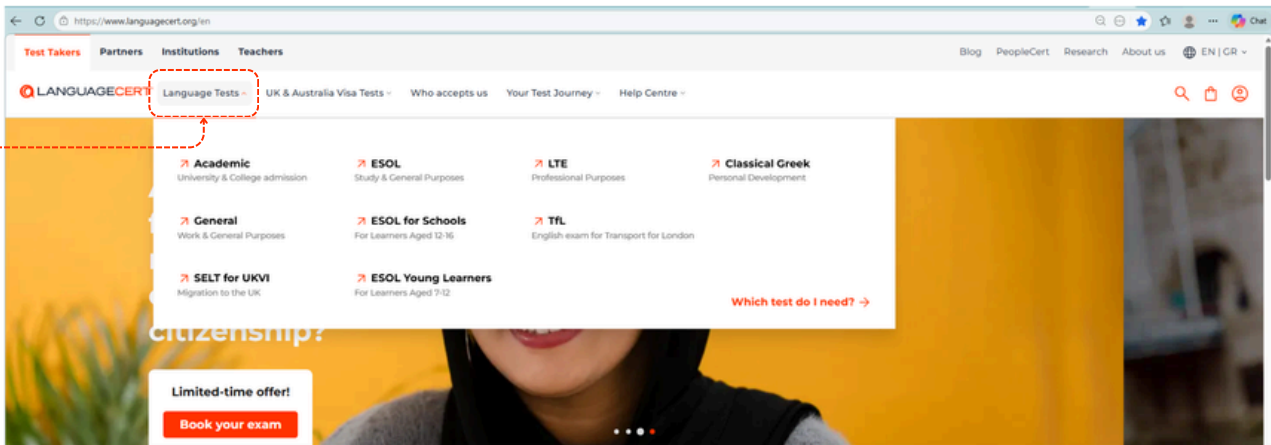 https://www.languagecert.org/en
Chat
Test Takers Partners Institutions Teachers
Blog PeopleCert Research About us EN | GR
LANGUAGECERT
Language Tests UK & Australia Visa Tests Who accepts us Your Test Journey Help Centre
Academic ESOL LTE Classical Greek
University & College admission Study & General Purposes Professional Purposes Personal Development
General ESOL for Schools TfL
Work & General Purposes For Learners Aged 12-16 English exam for Transport for London
SELT for UKVI ESOL Young Learners
Migration to the UK For Learners Aged 7-12
Which test do I need?
citizenship?
Limited-time offer!
Book your exam